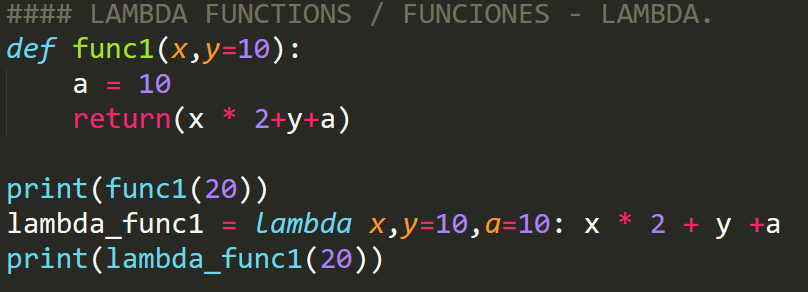 #### LAMBDA FUNCTIONS / FUNCIONES - LAMBDA.
def func1(x,y=10):
    a = 10
    return(x * 2+y+a)

print(func1(20))
lambda_func1 = lambda x,y=10,a=10: x * 2 + y +a
print(lambda_func1(20))